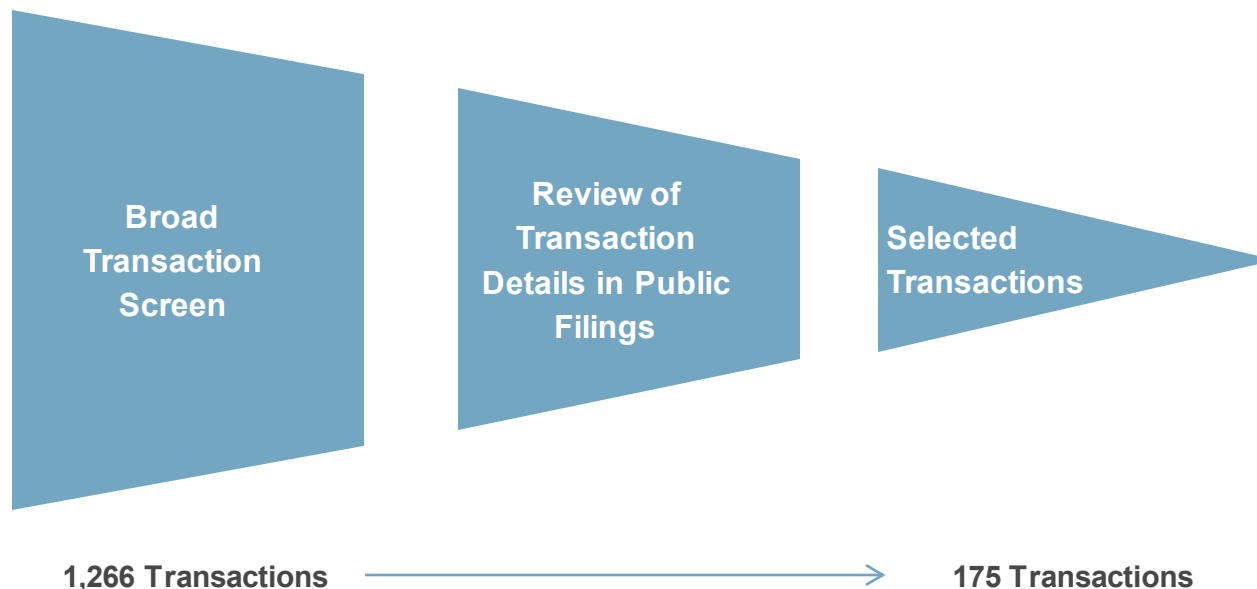 Broad
Transaction
Screen
Review of
Transaction
Details in Public
Filings
Selected
Transactions
1,266 Transactions
175 Transactions